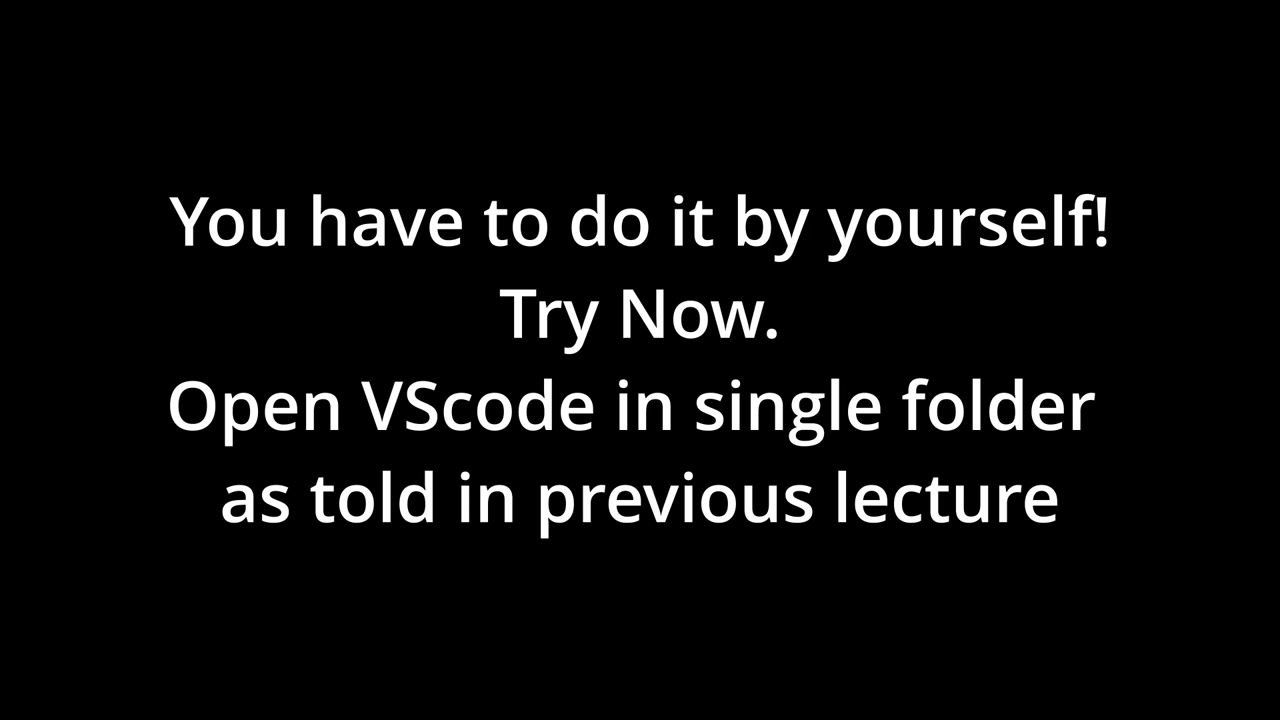 You have to do it by yourself!
Try Now.
Open VScode in single folder
as told in previous lecture